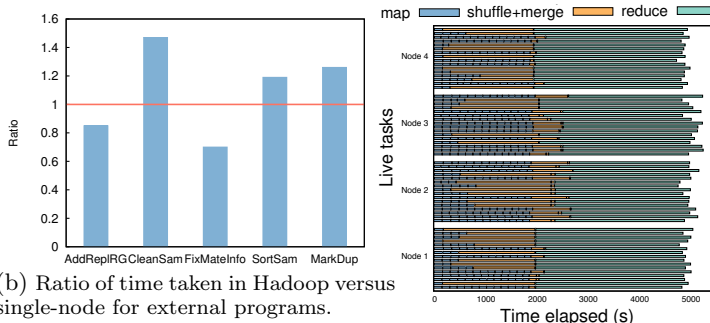 map shuffle+merge reduce
1.6
1.4
1.2
1
0.8
0.6
0.4
0.2
0
Ratio
AddReplRG CleanSam FixMateInfo SortSam MarkDup
(b) Ratio of time taken in Hadoop versus
single-node for external programs.
Live tasks
Node 4
Node 3
Node 2
Node 1
0 1000 2000 3000 4000 5000
Time elapsed (s)